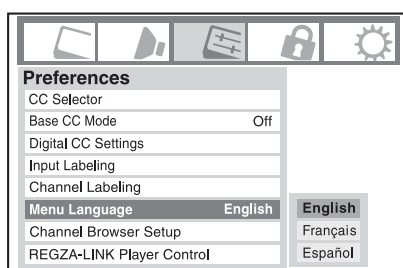 Preferences
CC Selector
Base CC Mode Off
Digital CC Settings
Input Labeling
Channel Labeling
Menu Language English
English
Channel Browser Setup
Français
REGZA-LINK Player Control
Español